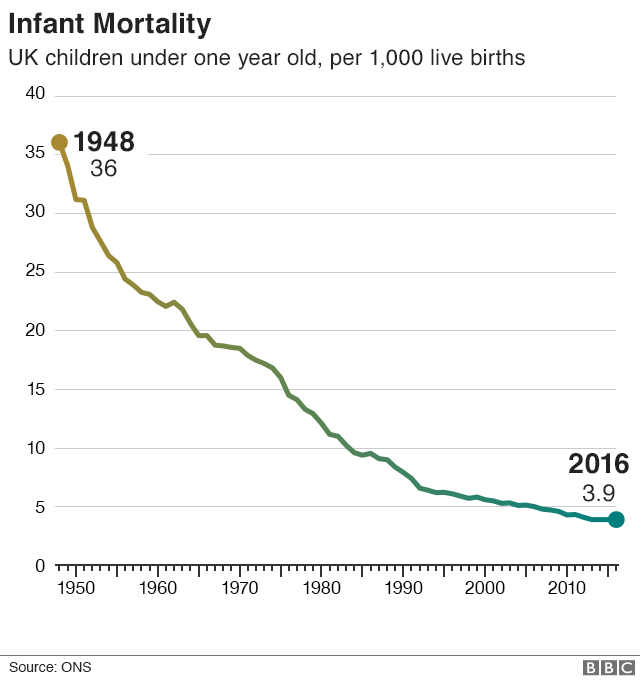 Infant Mortality
UK children under one year old, per 1,000 live births
40
1948
35
36
30
25
20
15
10
2016
3.9
5
0
1950 1960 1970 1980 1990 2000 2010
Source: ONS
BBC